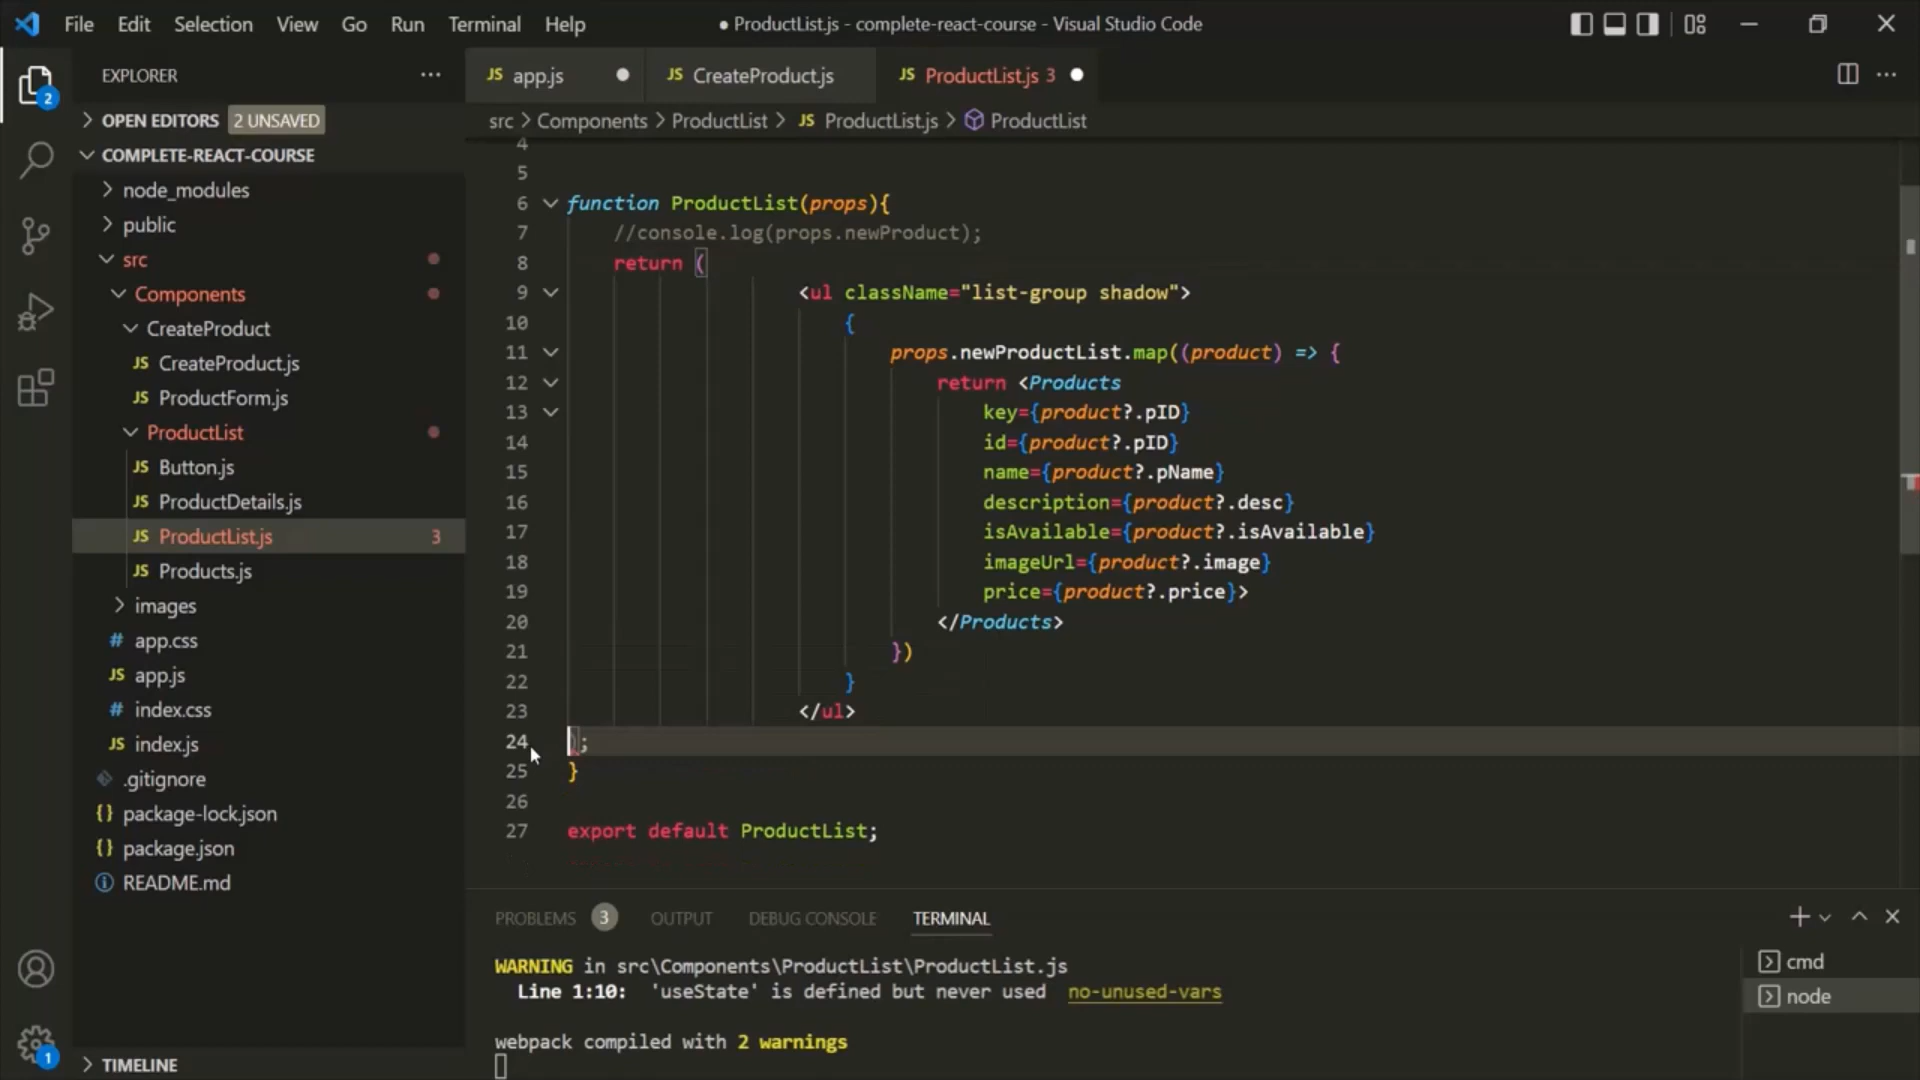 File Edit Selection View Go Run Terminal Help
● ProductList.js - complete-react-course - Visual Studio Code
EXPLORER
JS app.js
JS CreateProduct.js
JS ProductList.js 3
2
OPEN EDITORS 2 UNSAVED
src > Components > ProductList > JS ProductList.js > ProductList
COMPLETE-REACT-COURSE
node_modules
public
src
Components
CreateProduct
JS CreateProduct.js
JS ProductForm.js
ProductList
JS Button.js
JS ProductDetails.js
JS ProductList.js 3
JS Products.js
images
# app.css
JS app.js
# index.css
JS index.js
.gitignore
{} package-lock.json
{} package.json
README.md
TIMELINE
1
4
5
6 function ProductList(props){
7 //console.log(props.newProduct);
8 return (
9 <ul className="list-group shadow">
10 {
11 props.newProductList.map((product) => {
12 return <Products
13 key={product?.pID}
14 id={product?.pID}
15 name={product?.pName}
16 description={product?.desc}
17 isAvailable={product?.isAvailable}
18 imageUrl={product?.image}
19 price={product?.price}>
20 </Products>
21 })
22 }
23 </ul>
24 );
25 }
26
27 export default ProductList;
PROBLEMS 3 OUTPUT DEBUG CONSOLE TERMINAL
WARNING in src\Components\ProductList\ProductList.js
Line 1:10: 'useState' is defined but never used no-unused-vars
webpack compiled with 2 warnings
cmd
node